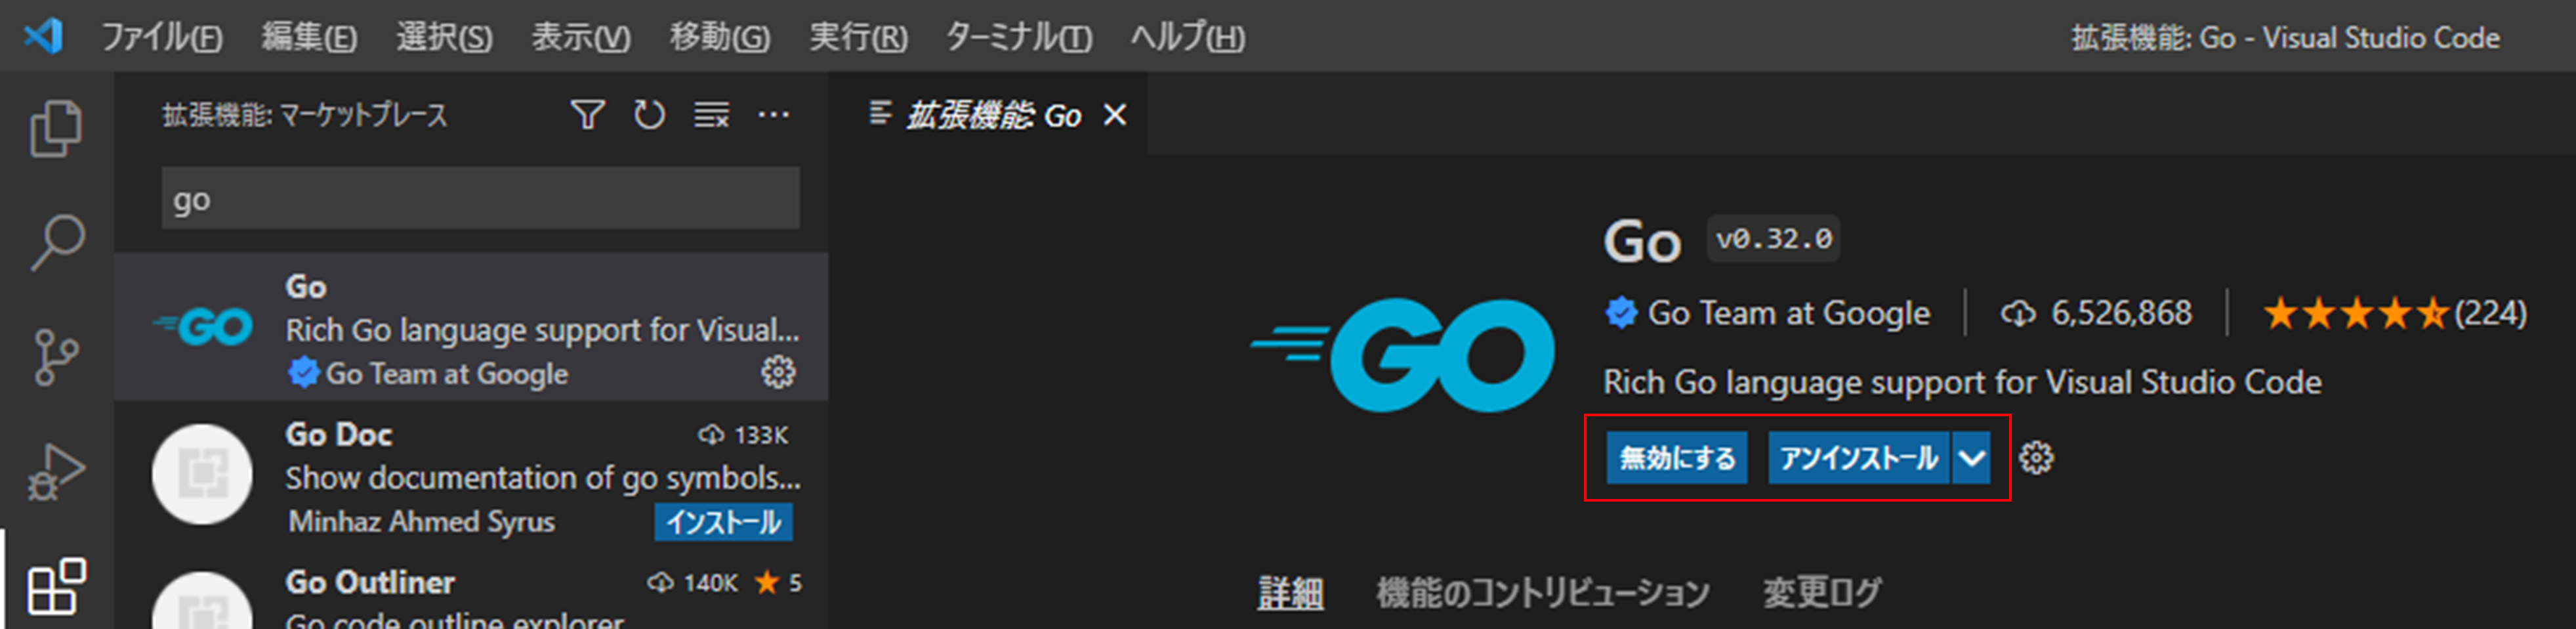 ファイル(F) 編集(E) 選択(S) 表示(V) 移動(G) 実行(R) ターミナル(T) ヘルプ(H) 拡張機能: Go - Visual Studio Code
拡張機能: マーケットプレース
go
Go
Rich Go language support for Visual...
Go Team at Google
Go Doc 133K
Show documentation of go symbols...
Minhaz Ahmed Syrus インストール
Go Outliner 140K 5
Go code outline explorer
拡張機能: Go
GO
Go v0.32.0
Go Team at Google 6,526,868 (224)
Rich Go language support for Visual Studio Code
無効にする アンインストール
詳細 機能のコントリビューション 変更ログ